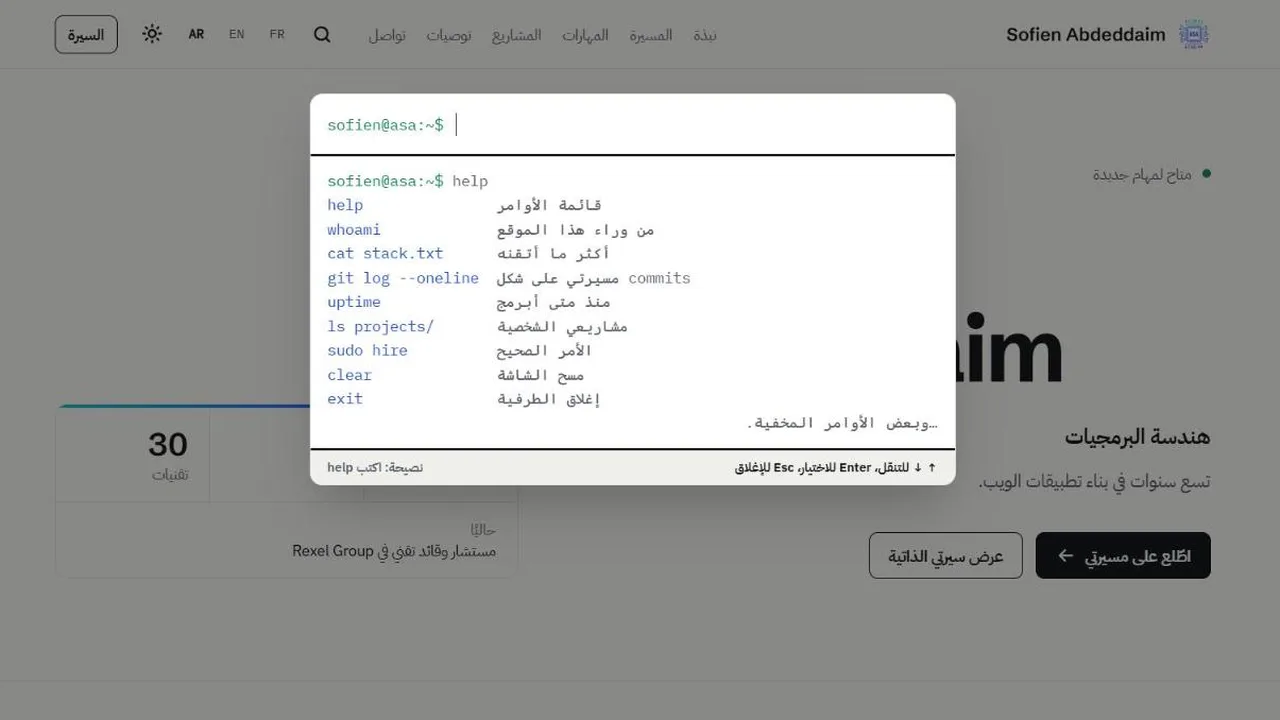 Sofien Abdeddaim
نبذة
المسيرة
المهارات
المشاريع
توصيات
تواصل
FR
EN
AR
السيرة
متاح لمهام جديدة
sofien@asa:~$
sofien@asa:~$ help
help قائمة الأوامر
whoami من وراء هذا الموقع
cat stack.txt أكثر ما أتقنه
git log --oneline مسيرتي على شكل commits
uptime منذ متى أبرمج
ls projects/ مشاريعي الشخصية
sudo hire الأمر الصحيح
clear مسح الشاشة
exit إغلاق الطرفية
…وبعض الأوامر المخفية.
↑ ↓ للتنقل، Enter للاختيار، Esc للإغلاق
نصيحة: اكتب help
aim
هندسة البرمجيات
تسع سنوات في بناء تطبيقات الويب.
اطّلع على مسيرتي ←
عرض سيرتي الذاتية
30
تقنيات
حاليًا
مستشار وقائد تقني في Rexel Group